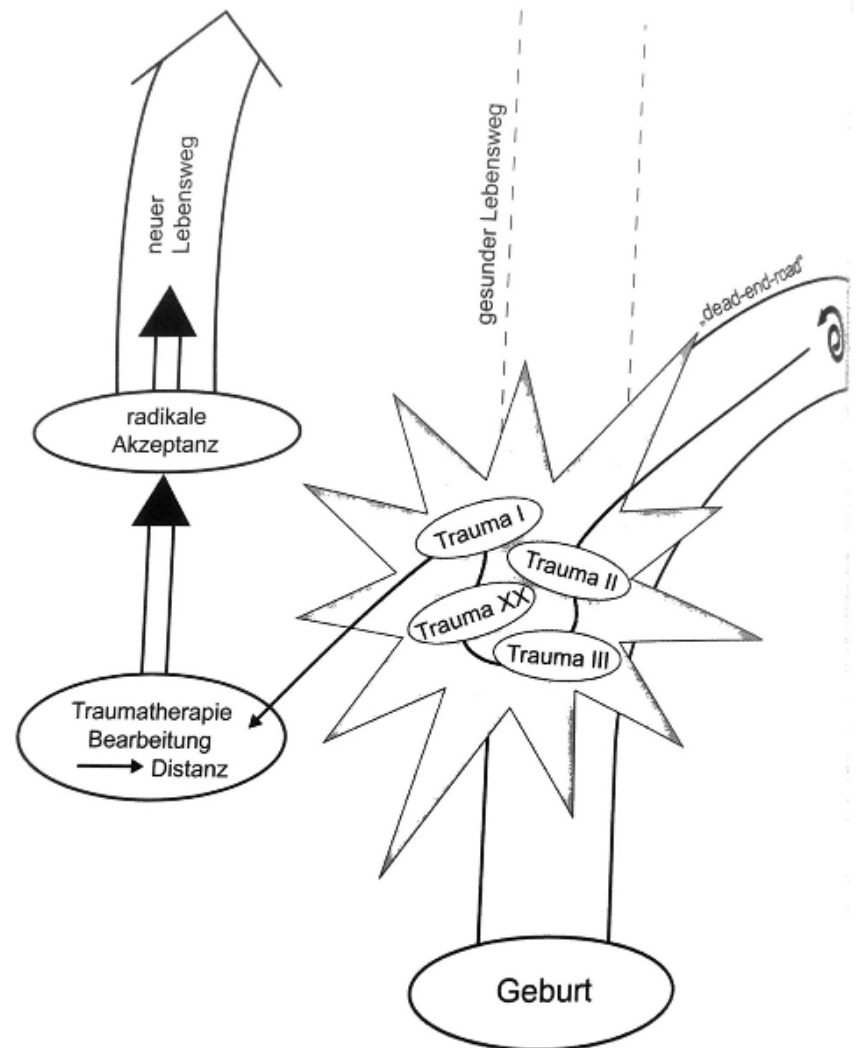 neuer
Lebensweg
gesunder Lebensweg
„dead-end-road“
radikale
Akzeptanz
Trauma I
Trauma II
Trauma XX
Trauma III
Traumatherapie
Bearbeitung
Distanz
Geburt